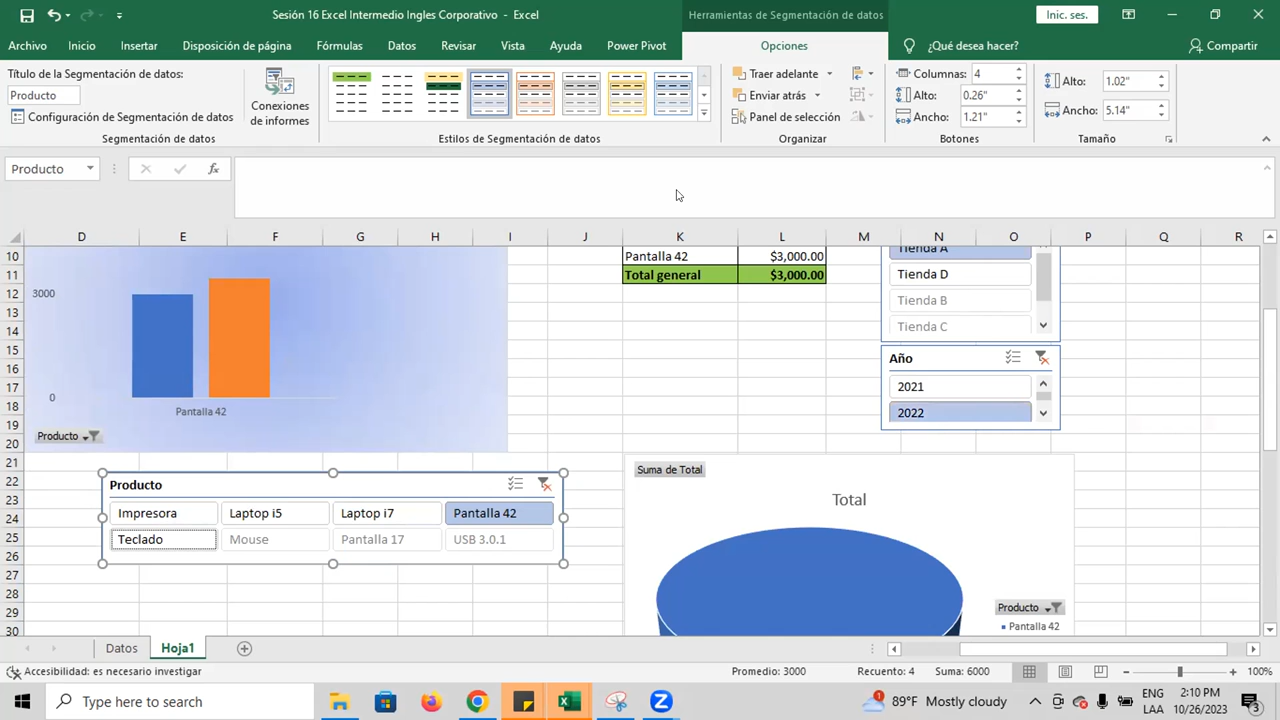 Sesión 16 Excel Intermedio Ingles Corporativo - Excel
Herramientas de Segmentación de datos
Inic. ses.
Archivo Inicio Insertar Disposición de página Fórmulas Datos Revisar Vista Ayuda Power Pivot Opciones ¿Qué desea hacer? Compartir
Título de la Segmentación de datos:
Producto
Configuración de Segmentación de datos
Segmentación de datos
Conexiones
de informes
Estilos de Segmentación de datos
Traer adelante
Enviar atrás
Panel de selección
Organizar
Columnas: 4
Alto: 0.26"
Ancho: 1.21"
Botones
Alto: 1.02"
Ancho: 5.14"
Tamaño
Producto fx
D E F G H I J K L M N O P Q R
10
11
12
13
14
15
16
17
18
19
20
21
22
23
24
25
26
27
28
29
30
3000
0
Pantalla 42
Producto
Pantalla 42 $3,000.00
Total general $3,000.00
Tienda A
Tienda D
Tienda B
Tienda C
Año
2021
2022
Producto
Impresora Laptop i5 Laptop i7 Pantalla 42
Teclado Mouse Pantalla 17 USB 3.0.1
Suma de Total
Total
Producto
Pantalla 42
Datos Hoja1
Accesibilidad: es necesario investigar
Promedio: 3000 Recuento: 4 Suma: 6000
100%
Type here to search
89°F Mostly cloudy
ENG
LAA
2:10 PM
10/26/2023
3